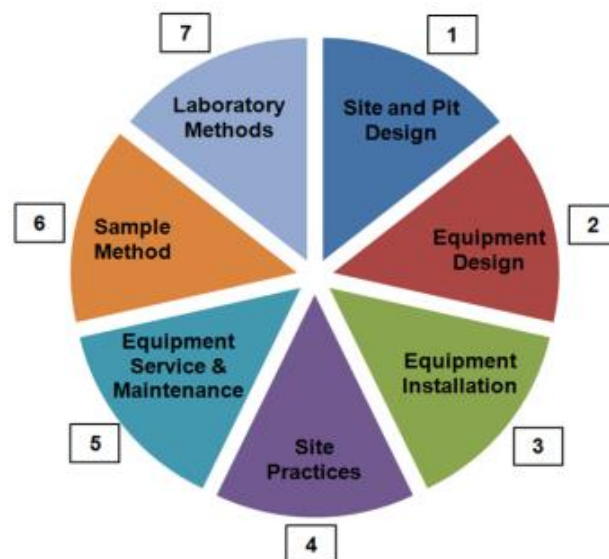 1
Site and Pit
Design
2
Equipment
Design
3
Equipment
Installation
4
Site
Practices
5
Equipment
Service &
Maintenance
6
Sample
Method
7
Laboratory
Methods